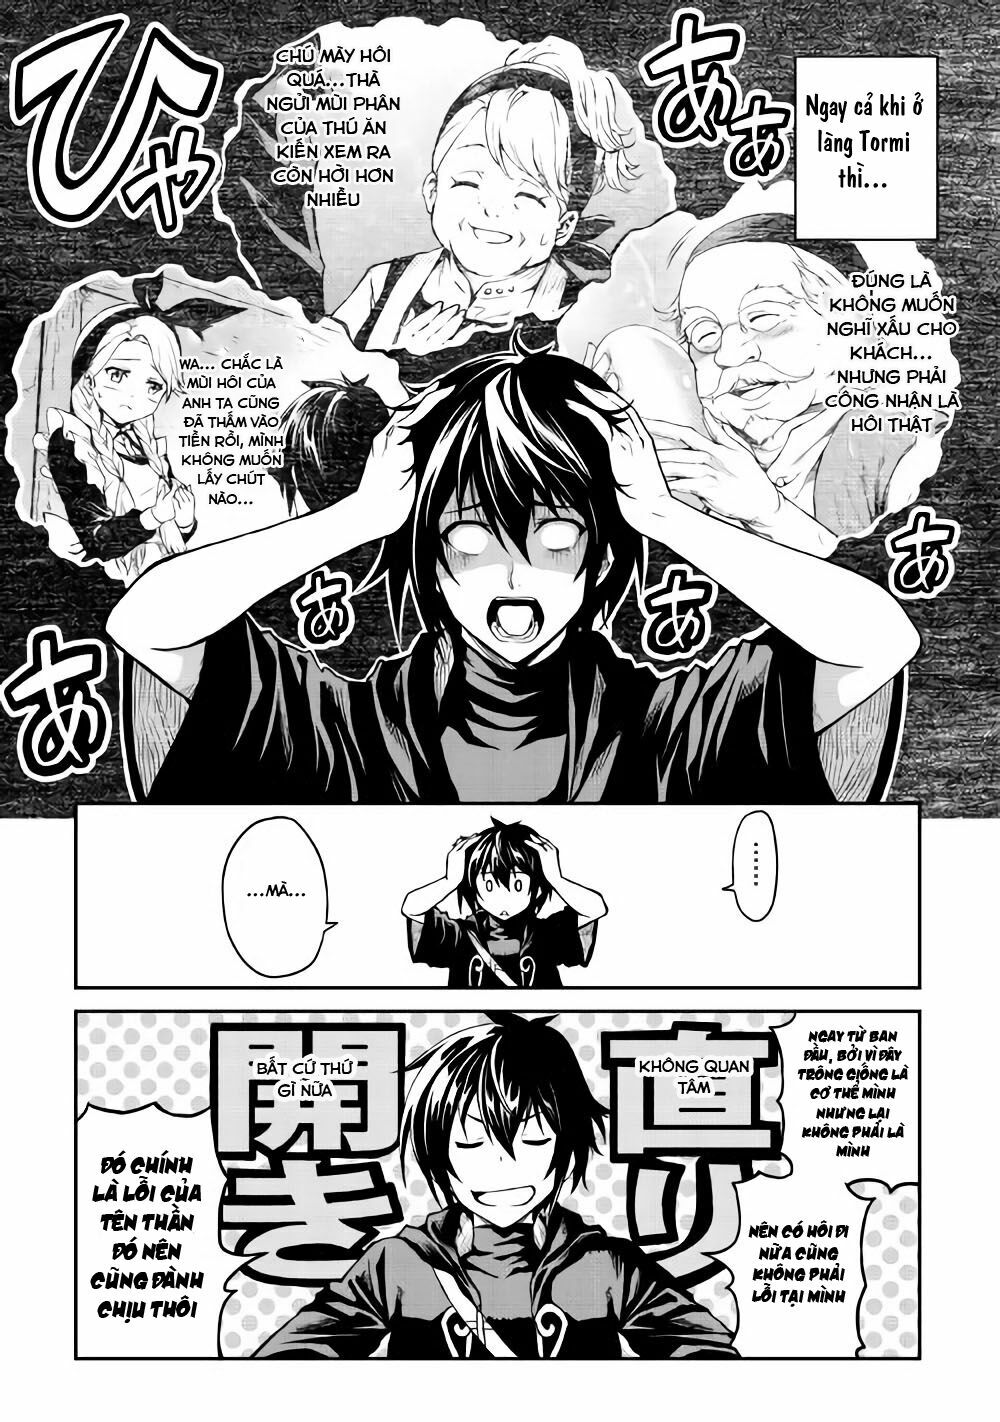 Ngay cả khi ở
làng Tormi
thì...
ああ
CHÚ MÀY HÔI
QUÁ...THÀ
NGỬI MÙI PHÂN
CỦA THÚ ĂN
KIẾN XEM RA
CÒN HỜI HƠN
NHIỀU
ひゃ
ĐÚNG LÀ
KHÔNG MUỐN
NGHĨ XẤU CHO
KHÁCH...
NHƯNG PHẢI
CÔNG NHẬN LÀ
HÔI THẬT
WA... CHẮC LÀ
MÙI HÔI CỦA
ANH TA CŨNG
ĐÃ THẤM VÀO
TIỀN RỒI, MÌNH
KHÔNG MUỐN
LẤY CHÚT
NÀO...
ぁ
ぁ
ぁ
ああ
.......
...MÀ...
NGAY TỪ BAN
ĐẦU, BỞI VÌ ĐÂY
TRÔNG GIỐNG LÀ
CƠ THỂ MÌNH
NHƯNG LẠI
KHÔNG PHẢI LÀ
MÌNH
NÊN CÓ HÔI ĐI
NỮA CŨNG
KHÔNG PHẢI
LỖI TẠI MÌNH
直り
KHÔNG QUAN
TÂM
開き
BẤT CỨ THỨ
GÌ NỮA
ĐÓ CHÍNH
LÀ LỖI CỦA
TÊN THẦN
ĐÓ NÊN
CŨNG ĐÀNH
CHỊU THÔI